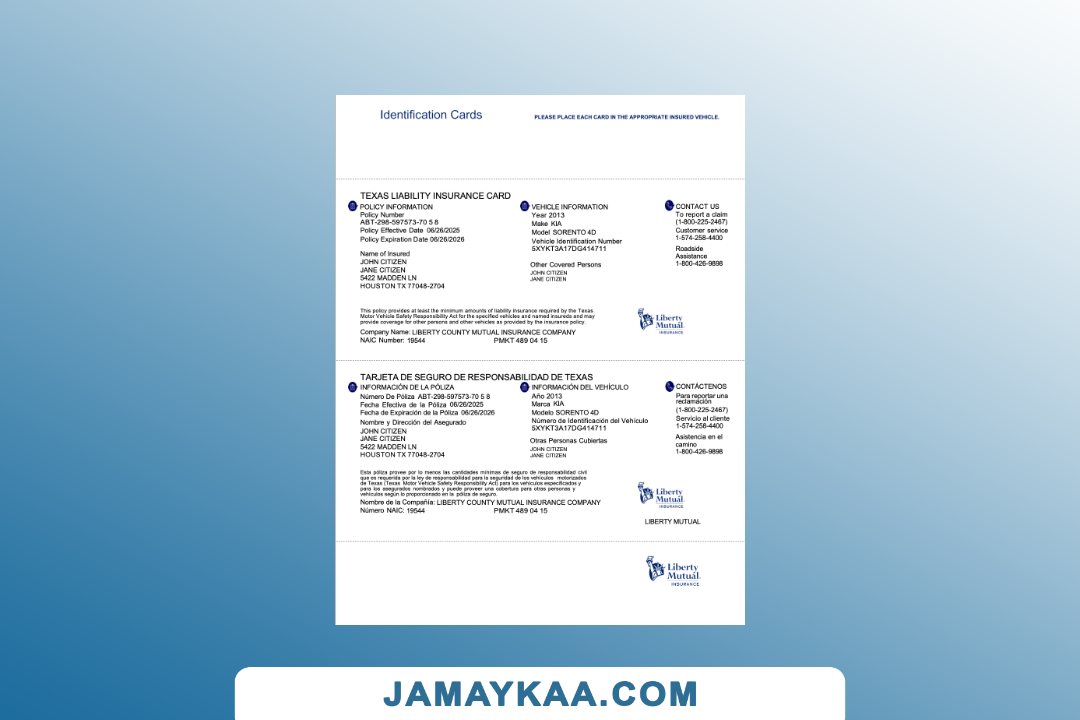 Identification Cards
PLEASE PLACE EACH CARD IN THE APPROPRIATE INSURED VEHICLE.
TEXAS LIABILITY INSURANCE CARD
POLICY INFORMATION
Policy Number
ABT-298-597573-70 5 8
Policy Effective Date 06/26/2025
Policy Expiration Date 06/26/2026
Name of Insured
JOHN CITIZEN
JANE CITIZEN
5422 MADDEN LN
HOUSTON TX 77048-2704
VEHICLE INFORMATION
Year 2013
Make KIA
Model SORENTO 4D
Vehicle Identification Number
5XYKT3A17DG414711
Other Covered Persons
JOHN CITIZEN
JANE CITIZEN
CONTACT US
To report a claim
(1-800-225-2467)
Customer service
1-574-258-4400
Roadside
Assistance
1-800-426-9898
This policy provides at least the minimum amounts of liability insurance required by the Texas
Motor Vehicle Safety Responsibility Act for the specified vehicles and named insureds and may
provide coverage for other persons and other vehicles as provided by the insurance policy.
Company Name: LIBERTY COUNTY MUTUAL INSURANCE COMPANY
NAIC Number: 19544
PMKT 489 04 15
Liberty
Mutual
INSURANCE
TARJETA DE SEGURO DE RESPONSABILIDAD DE TEXAS
INFORMACIÓN DE LA PÓLIZA
Número De Póliza ABT-298-597573-70 5 8
Fecha Efectiva de la Póliza 06/26/2025
Fecha de Expiración de la Póliza 06/26/2026
Nombre y Dirección del Asegurado
JOHN CITIZEN
JANE CITIZEN
5422 MADDEN LN
HOUSTON TX 77048-2704
INFORMACIÓN DEL VEHÍCULO
Año 2013
Marca KIA
Modelo SORENTO 4D
Número de Identificación del Vehículo
5XYKT3A17DG414711
Otras Personas Cubiertas
JOHN CITIZEN
JANE CITIZEN
CONTÁCTENOS
Para reportar una
reclamación
(1-800-225-2467)
Servicio al cliente
1-574-258-4400
Asistencia en el
camino
1-800-426-9898
Esta póliza provee por lo menos las cantidades mínimas de seguro de responsabilidad civil
que es requerida por la ley de responsabilidad para la seguridad de los vehículos motorizados
de Texas (Texas Motor Vehicle Safety Responsibility Act) para los vehículos especificados y
para los asegurados nombrados y puede proveer una cobertura para otras personas y
vehículos según lo proporcionado en la póliza de seguro.
Nombre de la Compañía: LIBERTY COUNTY MUTUAL INSURANCE COMPANY
Número NAIC: 19544
PMKT 489 04 15
Liberty
Mutual
INSURANCE
LIBERTY MUTUAL
Liberty
Mutual
INSURANCE
JAMAYKAA.COM